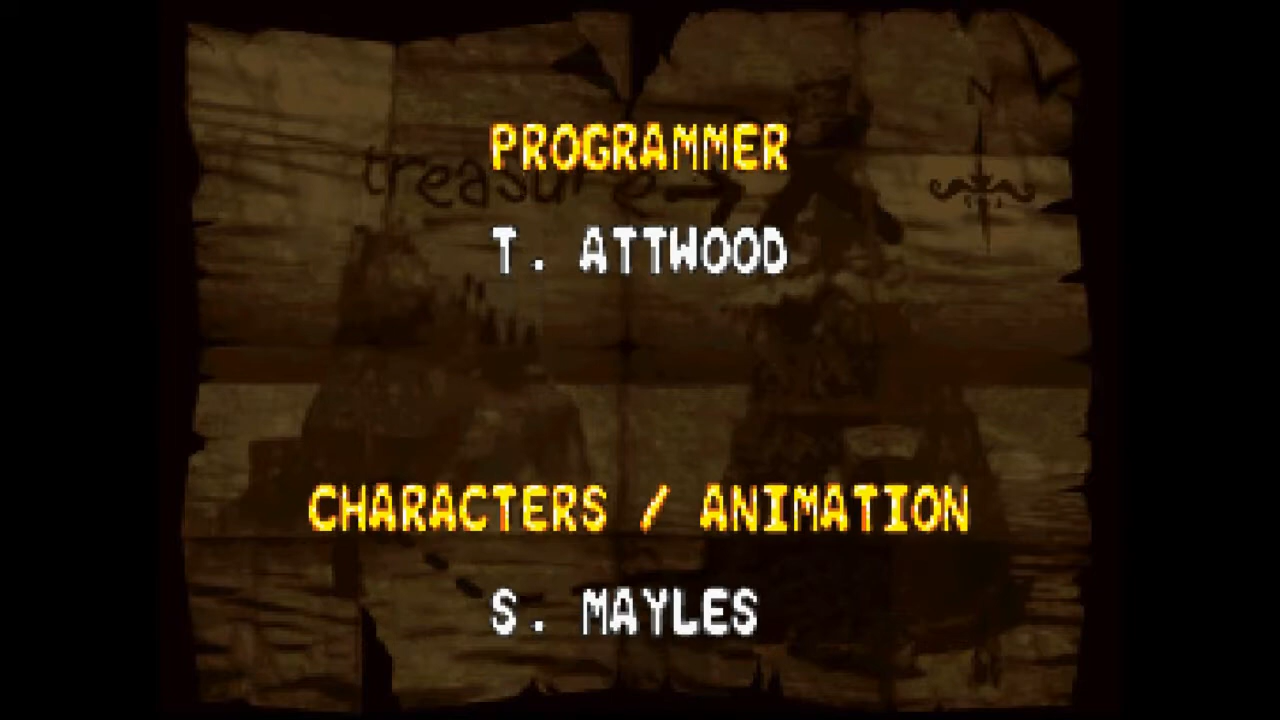 N
PROGRAMMER
treasure
T. ATTWOOD
CHARACTERS / ANIMATION
S. MAYLES